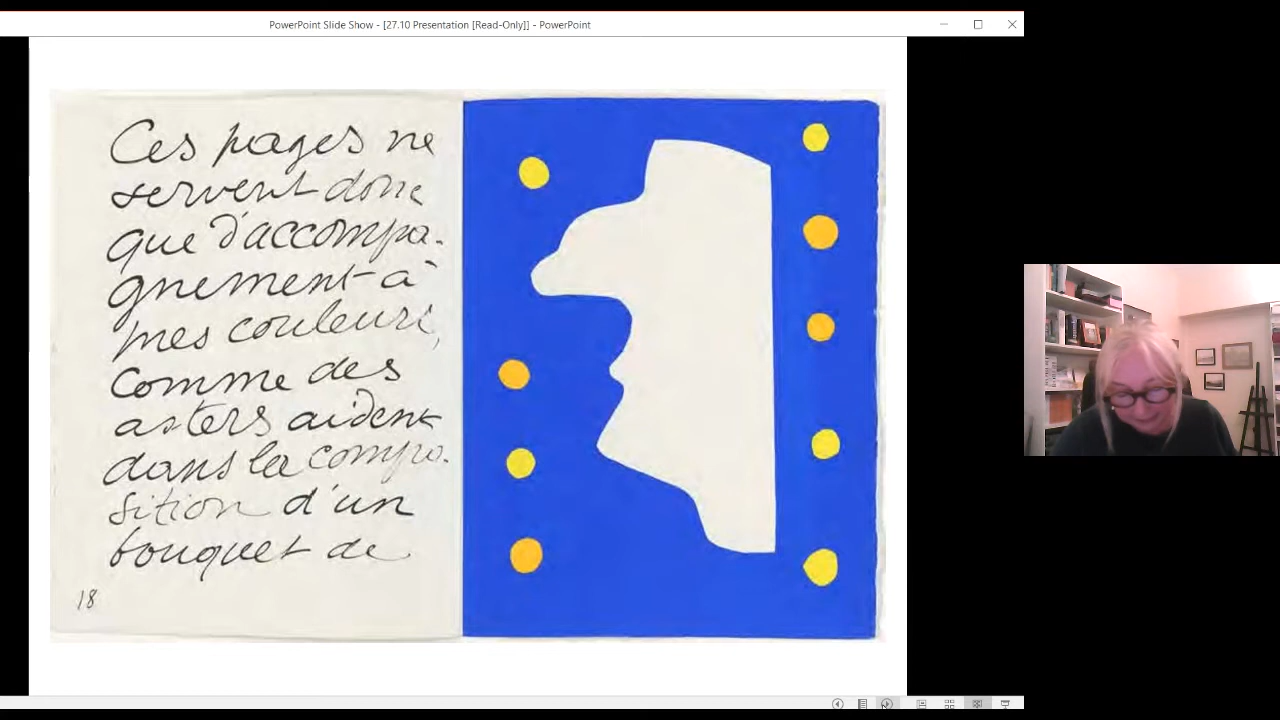 PowerPoint Slide Show - [27.10 Presentation [Read-Only]] - PowerPoint
Ces pages ne
servent donc
que d'accompa-
gnement à
mes couleurs,
comme des
asters aident
dans la compo-
sition d'un
bouquet de
18